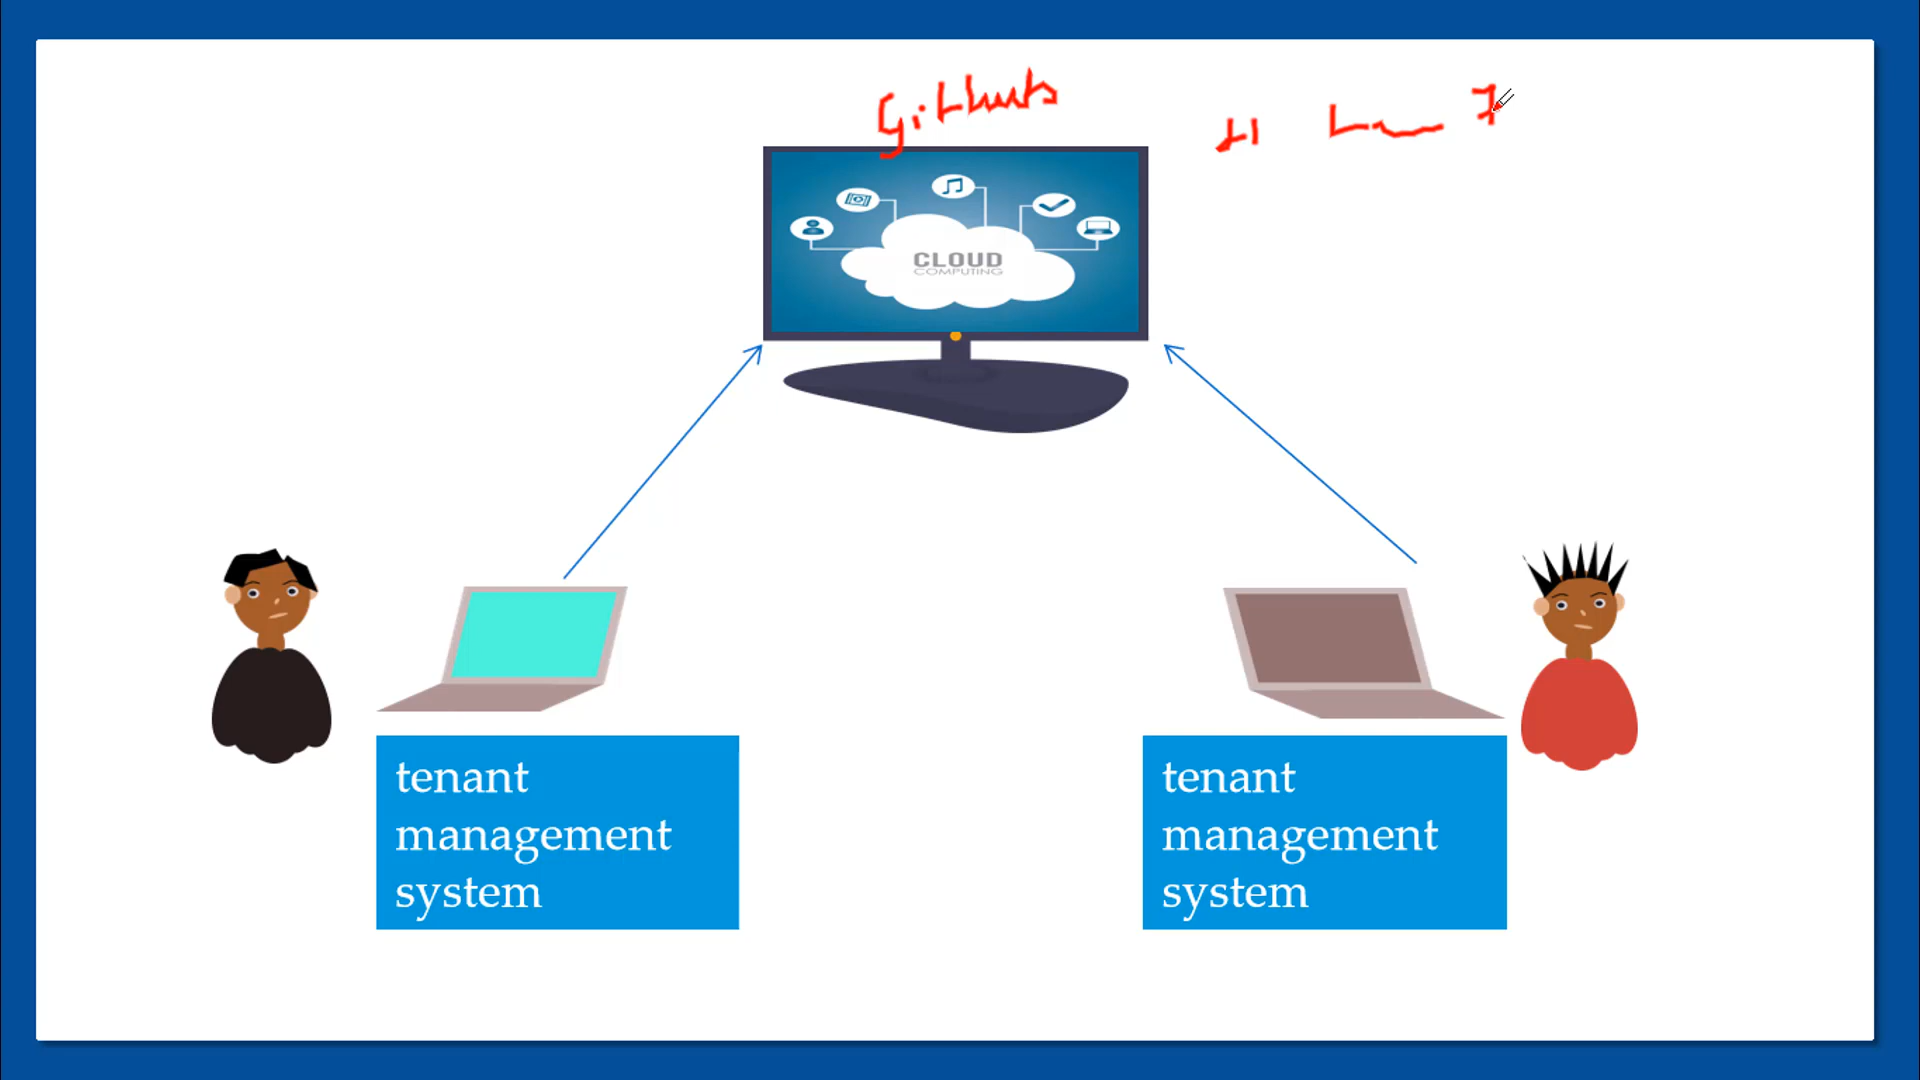 Github
CLOUD
COMPUTING
tenant
management
system
tenant
management
system